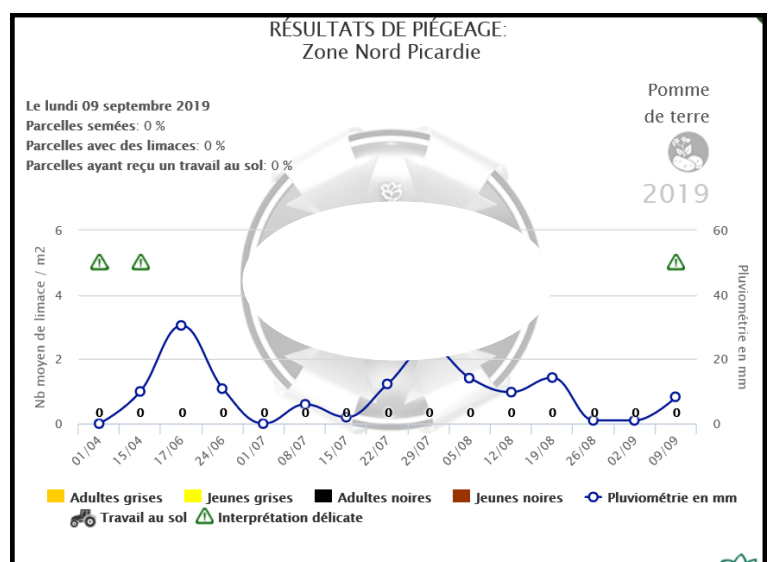 RÉSULTATS DE PIÉGEAGE:
Zone Nord Picardie
Le lundi 09 septembre 2019
Parcelles semées: 0 %
Parcelles avec des limaces: 0 %
Parcelles ayant reçu un travail au sol: 0 %
Pomme
de terre
2019
Nb moyen de limace / m2
6
4
2
0
60
40
20
0
Pluviométrie en mm
0 0 0 0 0 0 0 0 0 0 0 0 0 0 0
01/04 15/04 17/06 24/06 01/07 08/07 15/07 22/07 29/07 05/08 12/08 19/08 26/08 02/09 09/09
Adultes grises Jeunes grises Adultes noires Jeunes noires Pluviométrie en mm
Travail au sol Interprétation délicate